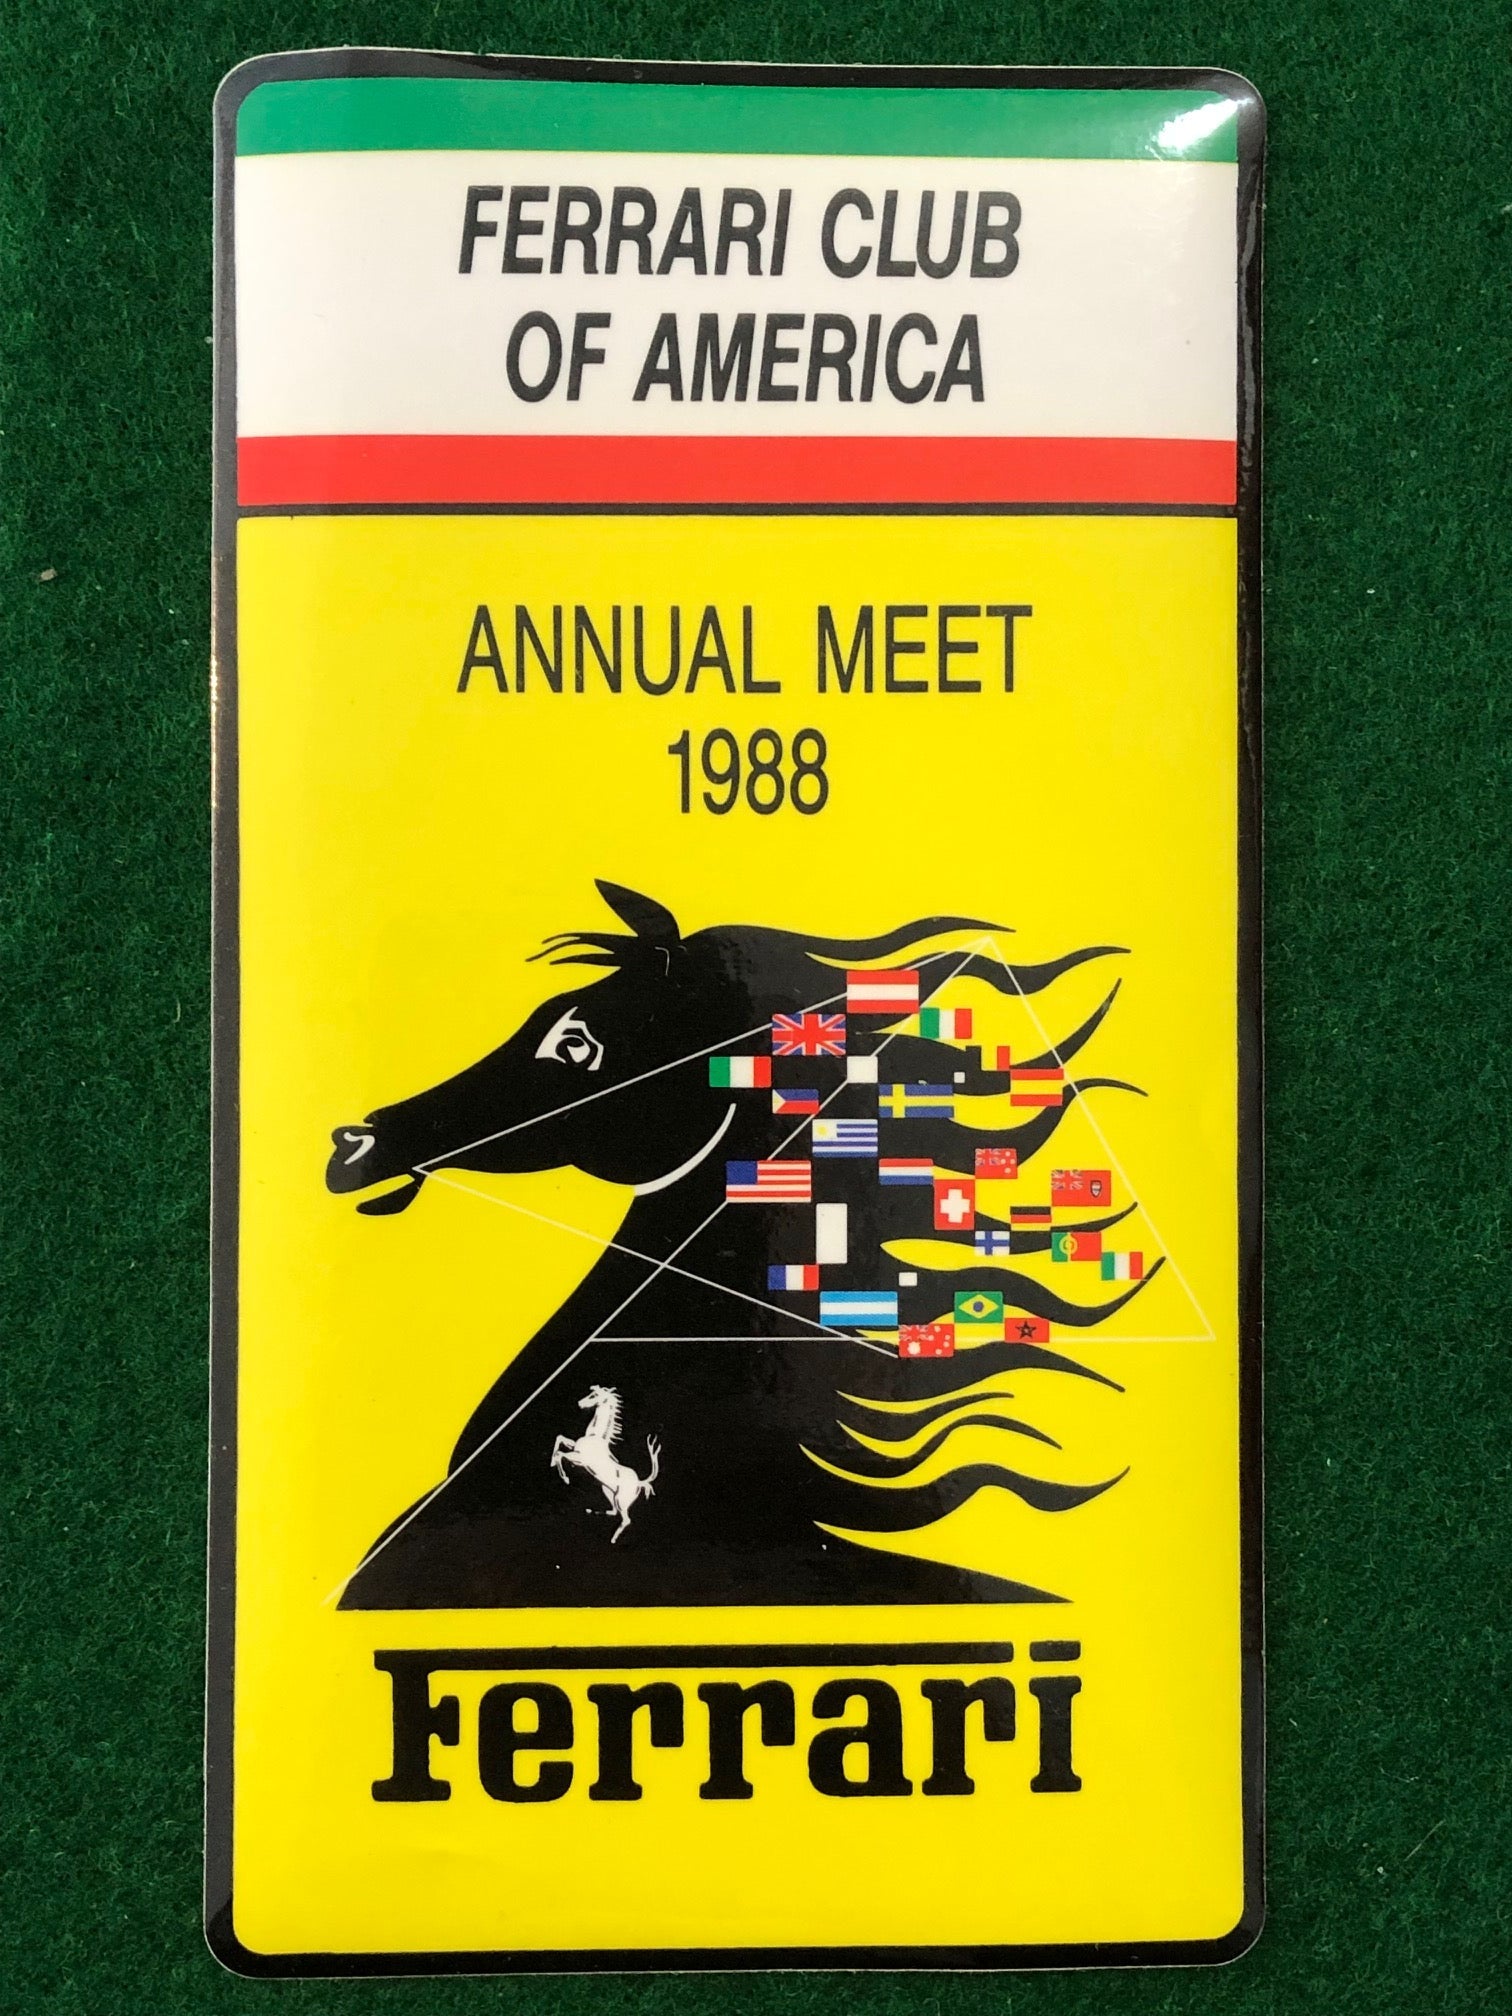 FERRARI CLUB
OF AMERICA
ANNUAL MEET
1988
Ferrari